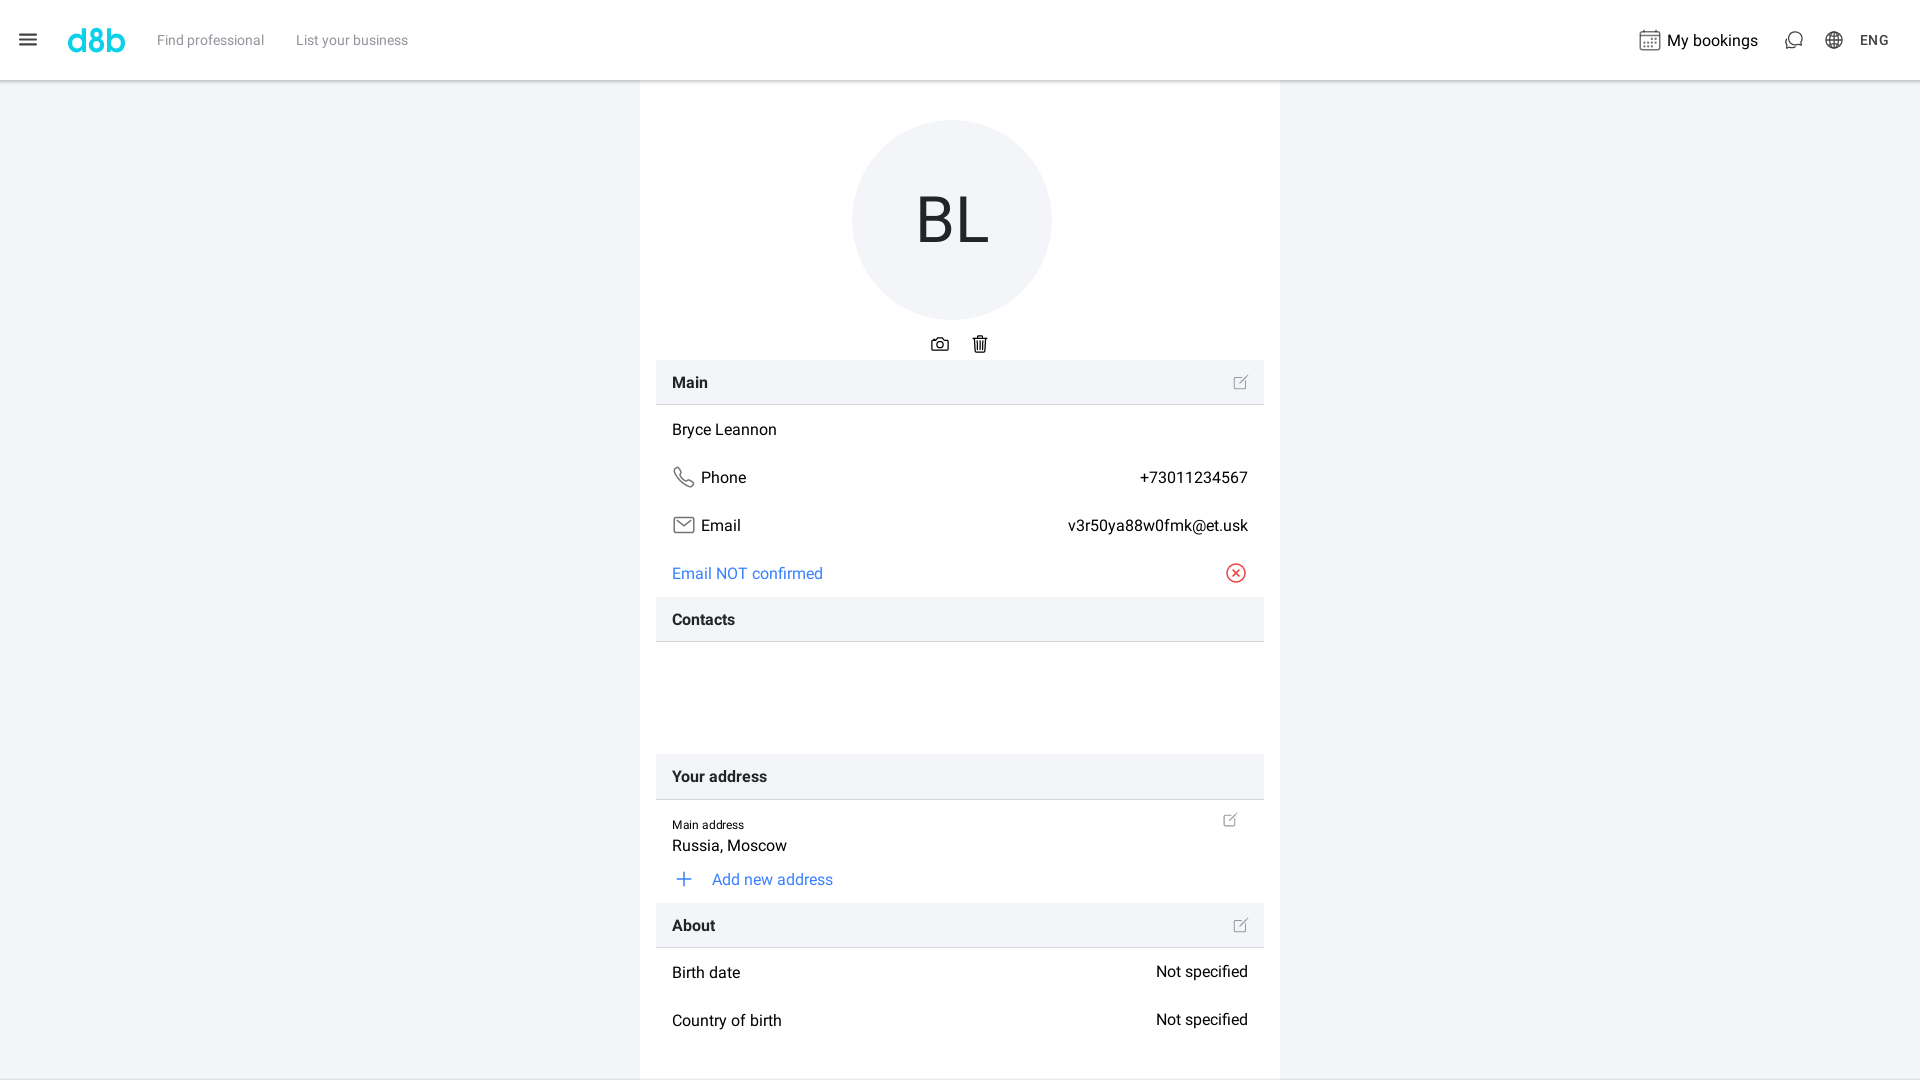 d8b
Find professional
List your business
My bookings
ENG
BL
Main
Bryce Leannon
Phone
+73011234567
Email
v3r50ya88w0fmk@et.usk
Email NOT confirmed
Contacts
Your address
Main address
Russia, Moscow
Add new address
About
Birth date
Not specified
Country of birth
Not specified